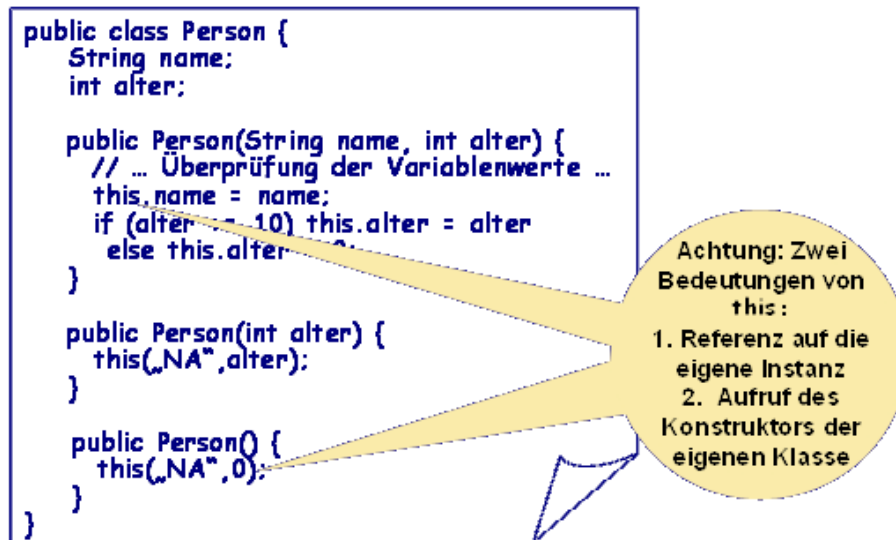 public class Person {
String name;
int alter;
public Person(String name, int alter) {
// ... Überprüfung der Variablenwerte ...
this.name = name;
if (alter 10) this.alter = alter
else this.alter
}
public Person(int alter) {
this(„NA“,alter);
}
public Person() {
this(„NA“,0);
}
}
Achtung: Zwei
Bedeutungen von
this:
1. Referenz auf die
eigene Instanz
2. Aufruf des
Konstruktors der
eigenen Klasse